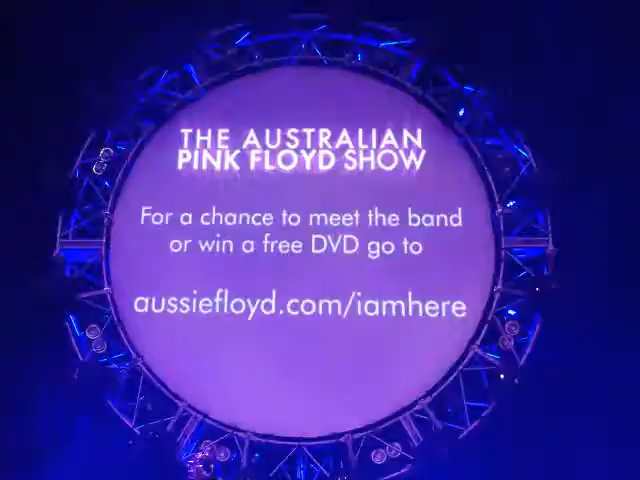 THE AUSTRALIAN
PINK FLOYD SHOW
For a chance to meet the band
or win a free DVD go to
aussiefloyd.com/iamhere